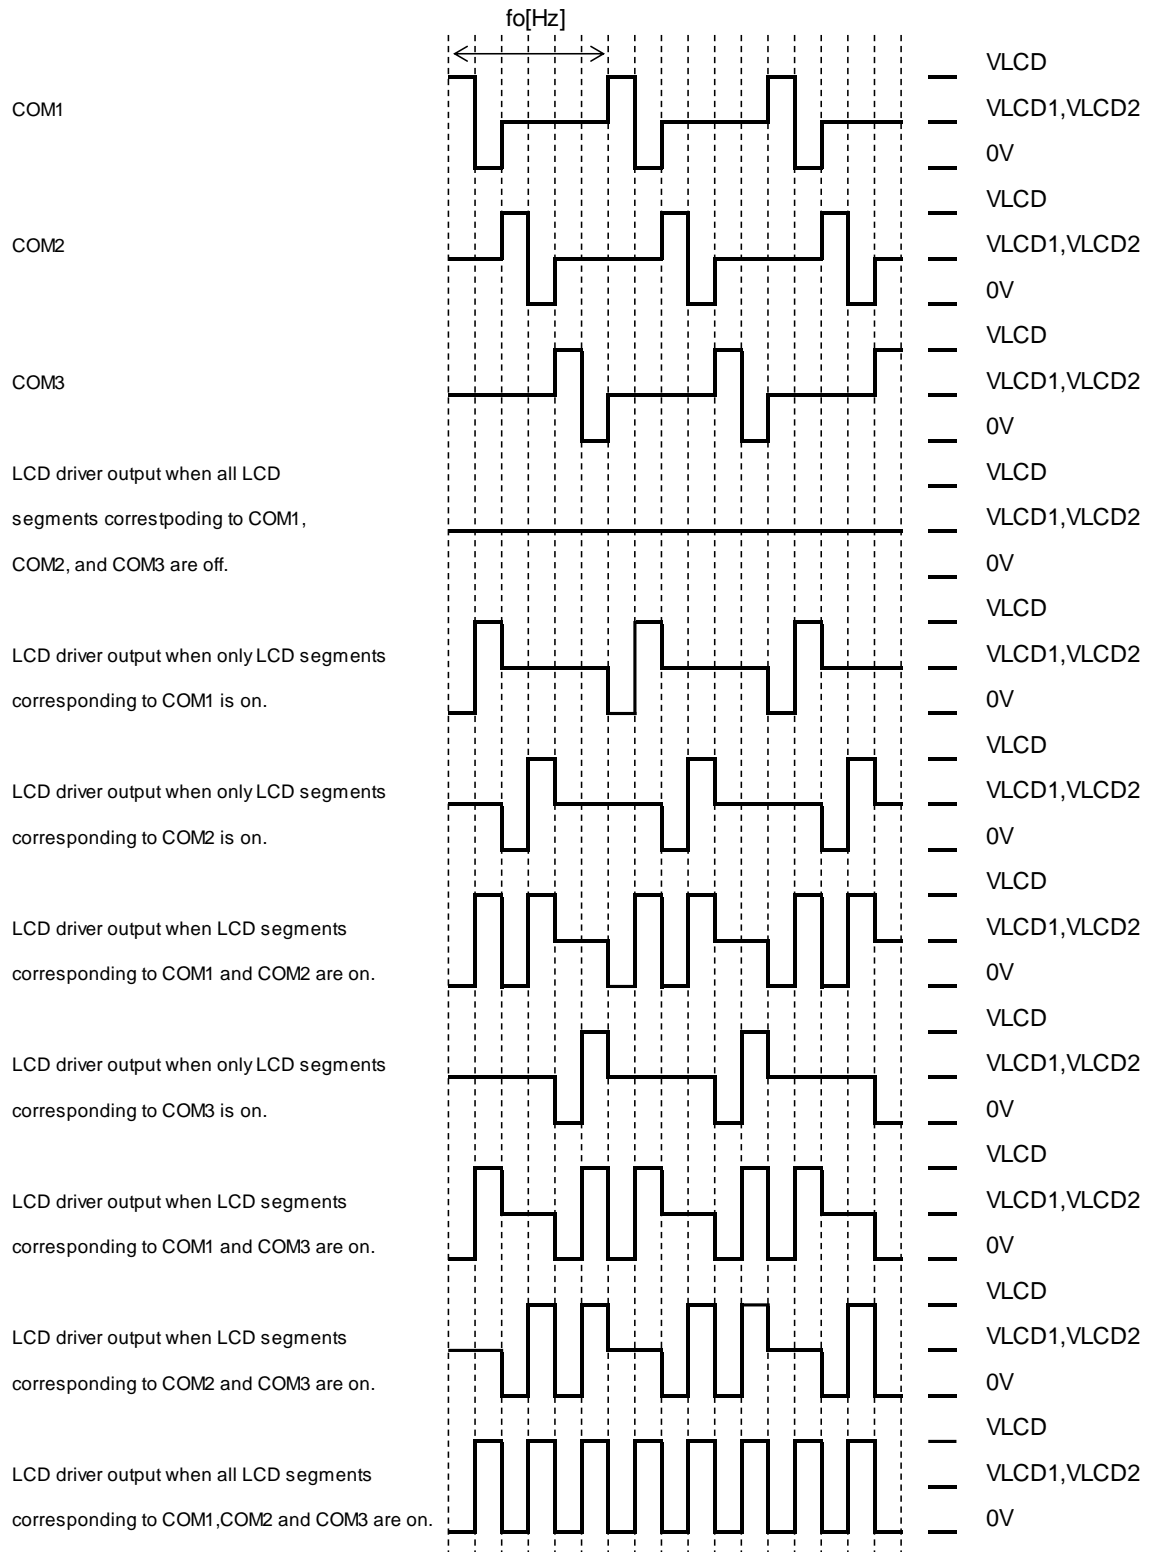 fo[Hz]
VLCD
COM1
VLCD1,VLCD2
0V
VLCD
COM2
VLCD1,VLCD2
0V
VLCD
COM3
VLCD1,VLCD2
0V
LCD driver output when all LCD
VLCD
segments correstpoding to COM1,
VLCD1,VLCD2
COM2, and COM3 are off.
0V
VLCD
LCD driver output when only LCD segments
VLCD1,VLCD2
corresponding to COM1 is on.
0V
VLCD
LCD driver output when only LCD segments
VLCD1,VLCD2
corresponding to COM2 is on.
0V
VLCD
LCD driver output when LCD segments
VLCD1,VLCD2
corresponding to COM1 and COM2 are on.
0V
VLCD
LCD driver output when only LCD segments
VLCD1,VLCD2
corresponding to COM3 is on.
0V
VLCD
LCD driver output when LCD segments
VLCD1,VLCD2
corresponding to COM1 and COM3 are on.
0V
VLCD
LCD driver output when LCD segments
VLCD1,VLCD2
corresponding to COM2 and COM3 are on.
0V
VLCD
LCD driver output when all LCD segments
VLCD1,VLCD2
corresponding to COM1,COM2 and COM3 are on.
0V